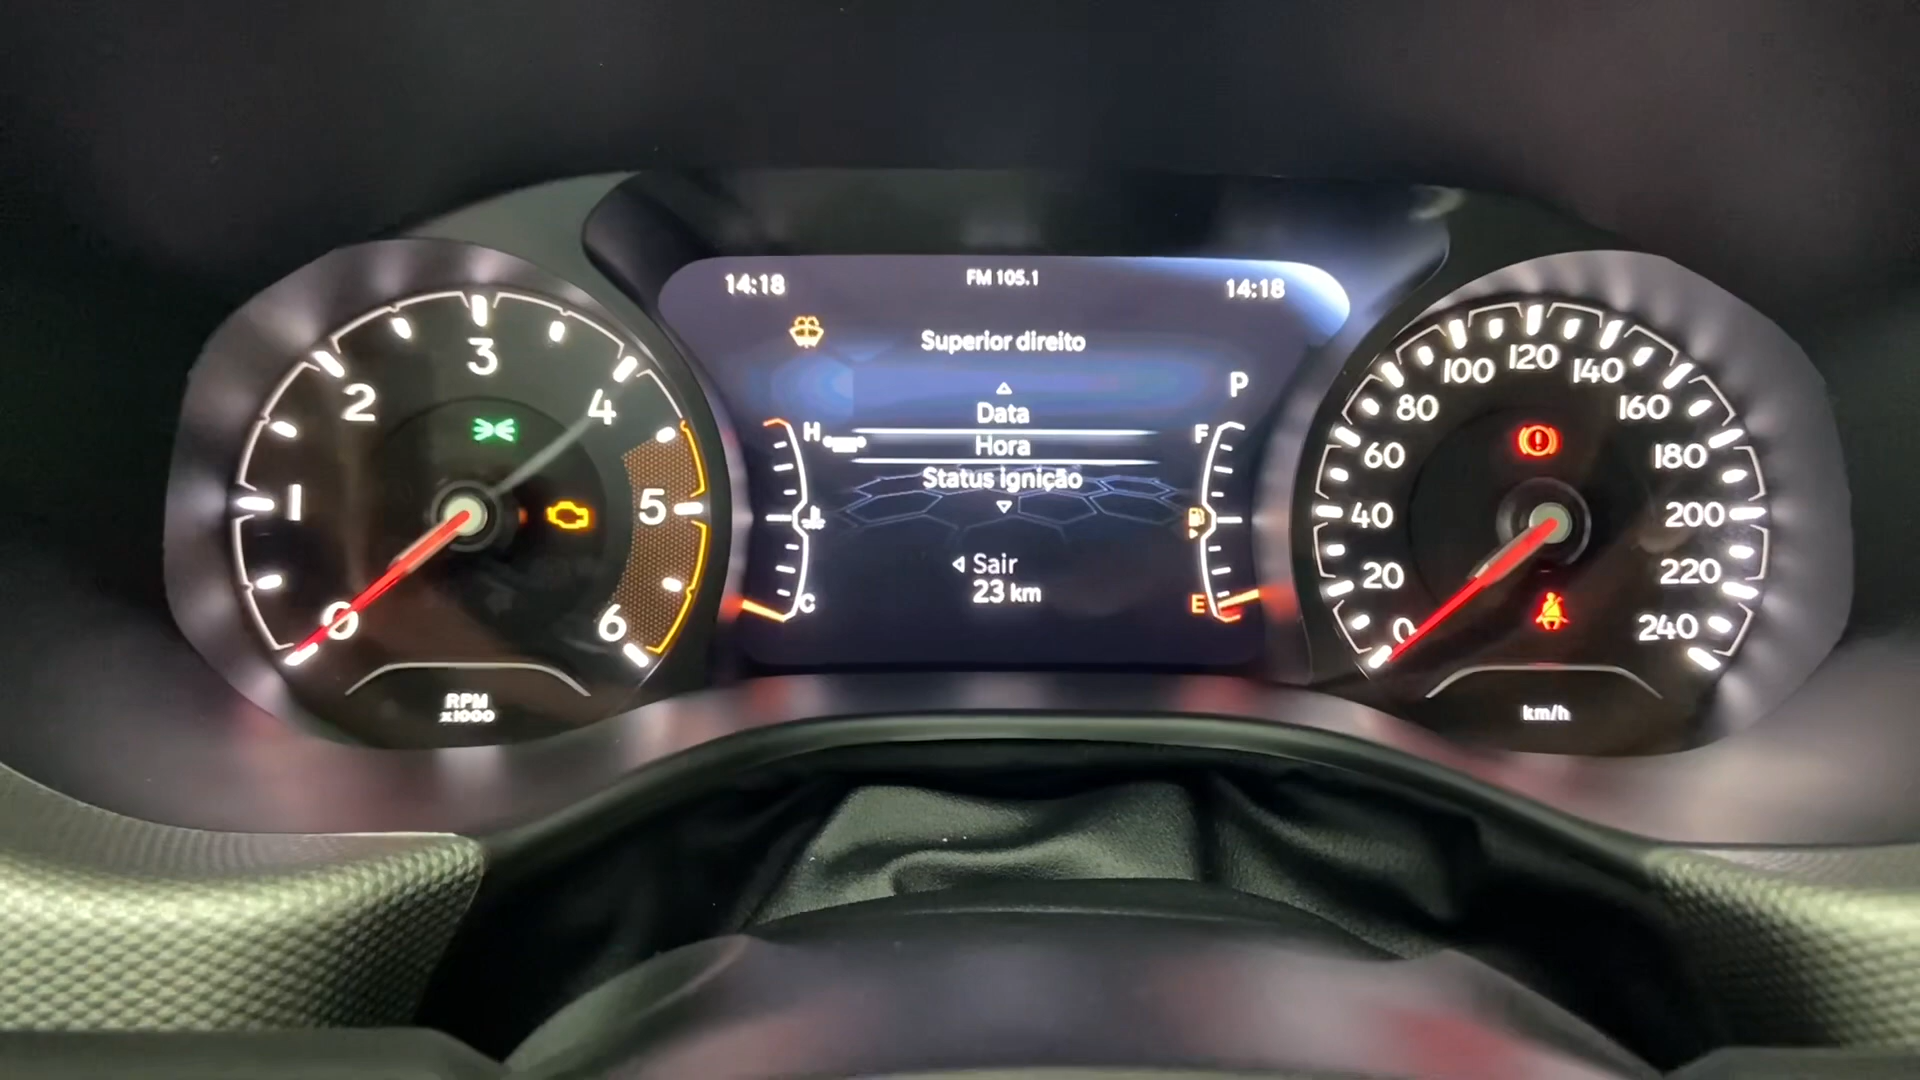 14:18
FM 105.1
14:18
Superior direito
P
Data
Hora
Status ignição
Sair
23 km
H
C
F
E
0
1
2
3
4
5
6
RPM
x1000
0
20
40
60
80
100
120
140
160
180
200
220
240
km/h